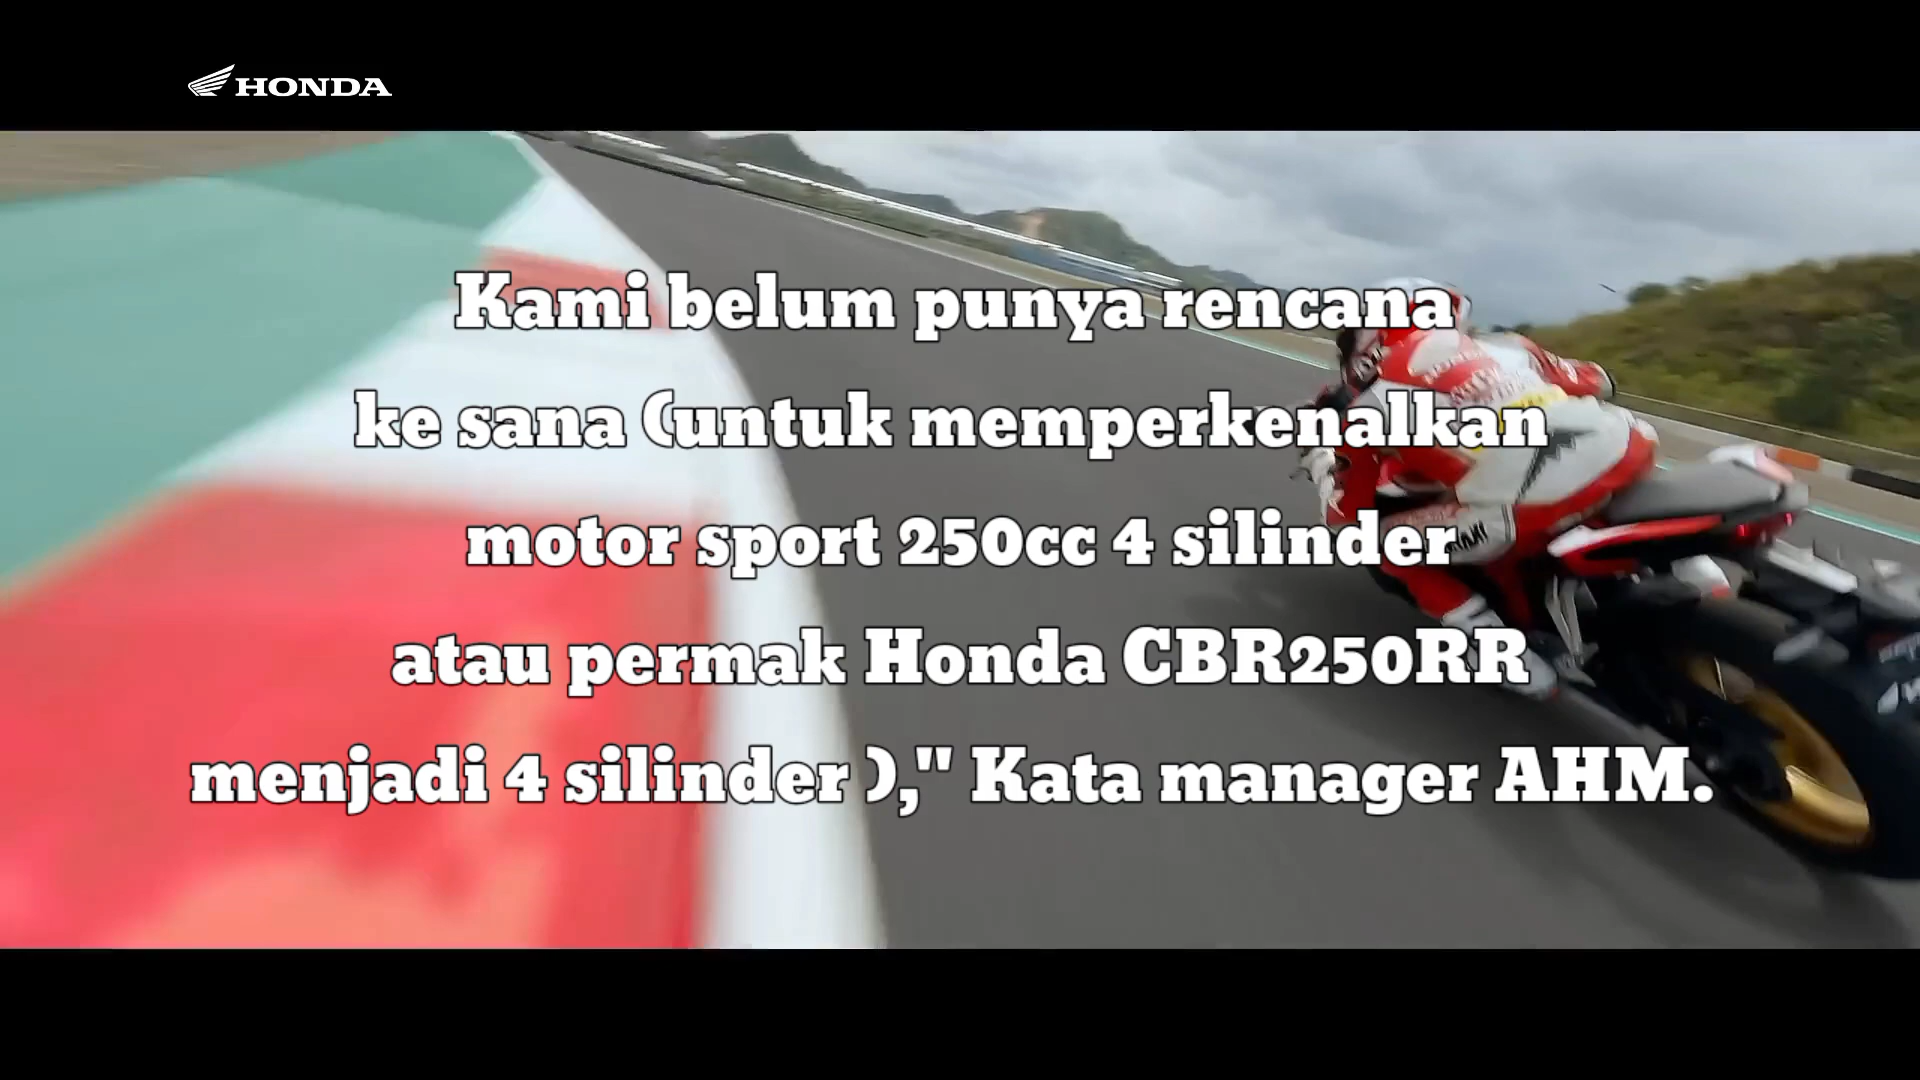 HONDA
Kami belum punya rencana
ke sana (untuk memperkenalkan
motor sport 250cc 4 silinder
atau permak Honda CBR250RR
menjadi 4 silinder )," Kata manager AHM.